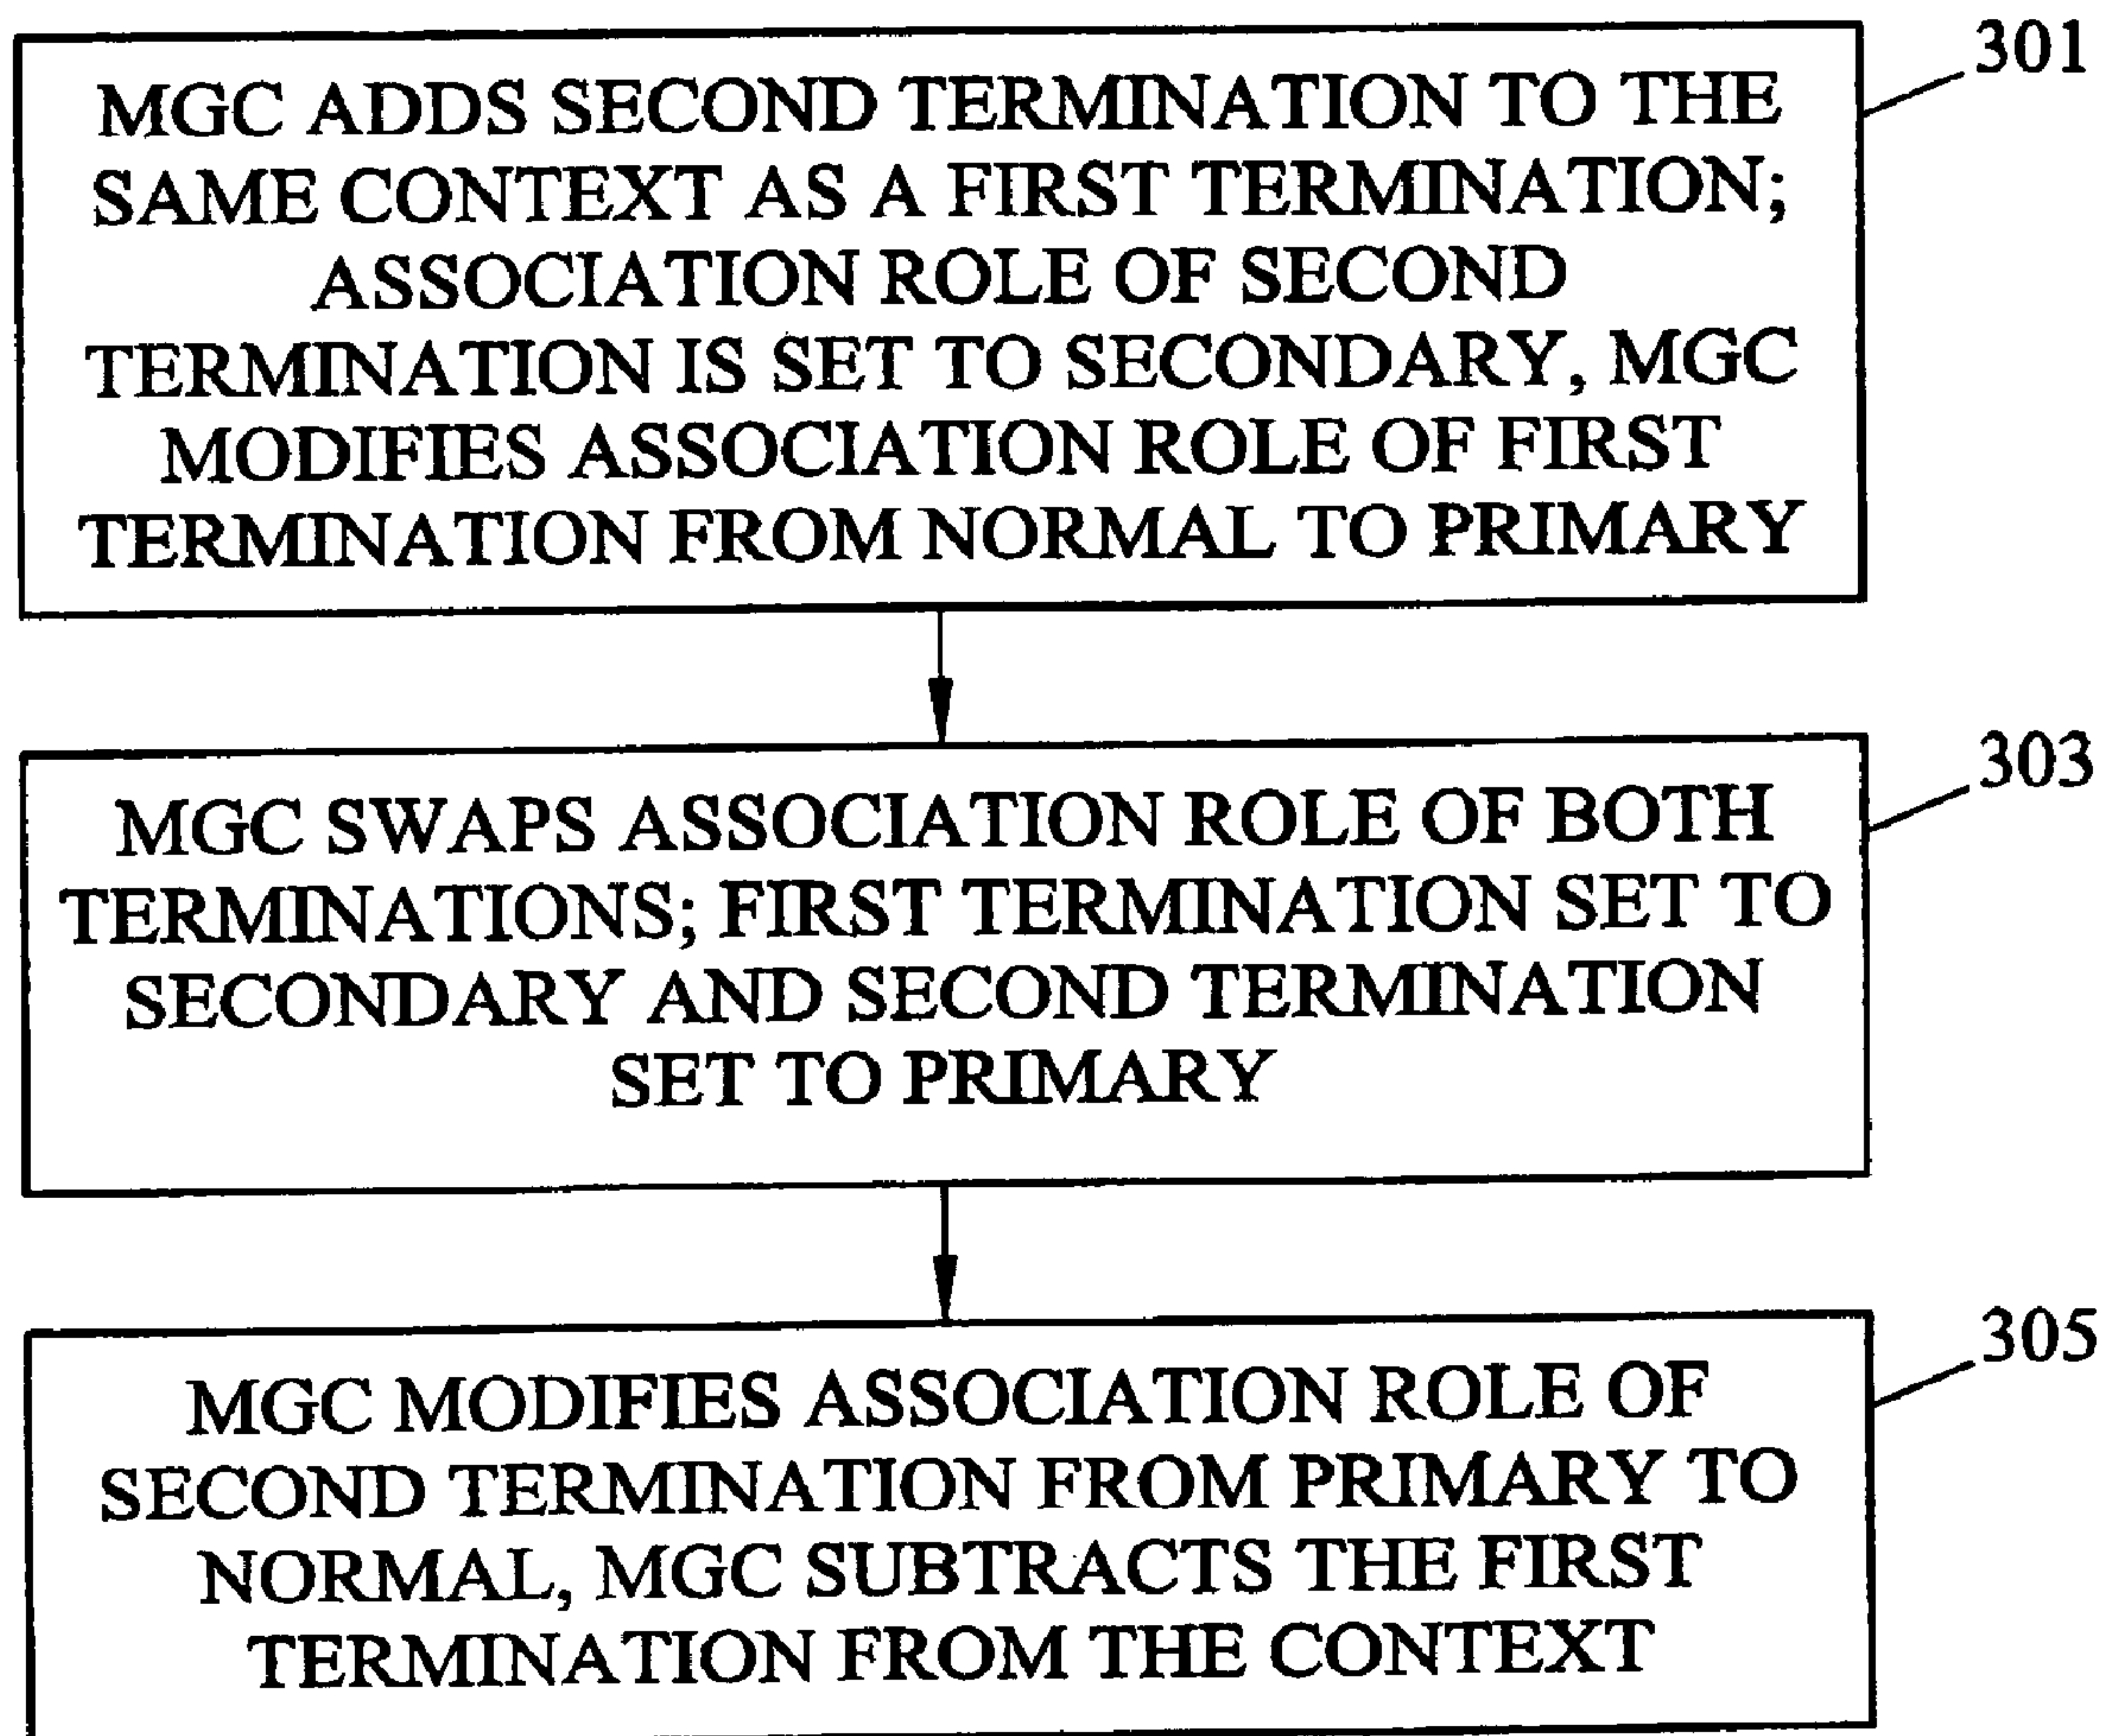 301
MGC ADDS SECOND TERMINATION TO THE
SAME CONTEXT AS A FIRST TERMINATION;
ASSOCIATION ROLE OF SECOND
TERMINATION IS SET TO SECONDARY, MGC
MODIFIES ASSOCIATION ROLE OF FIRST
TERMINATION FROM NORMAL TO PRIMARY
303
MGC SWAPS ASSOCIATION ROLE OF BOTH
TERMINATIONS; FIRST TERMINATION SET TO
SECONDARY AND SECOND TERMINATION
SET TO PRIMARY
305
MGC MODIFIES ASSOCIATION ROLE OF
SECOND TERMINATION FROM PRIMARY TO
NORMAL, MGC SUBTRACTS THE FIRST
TERMINATION FROM THE CONTEXT